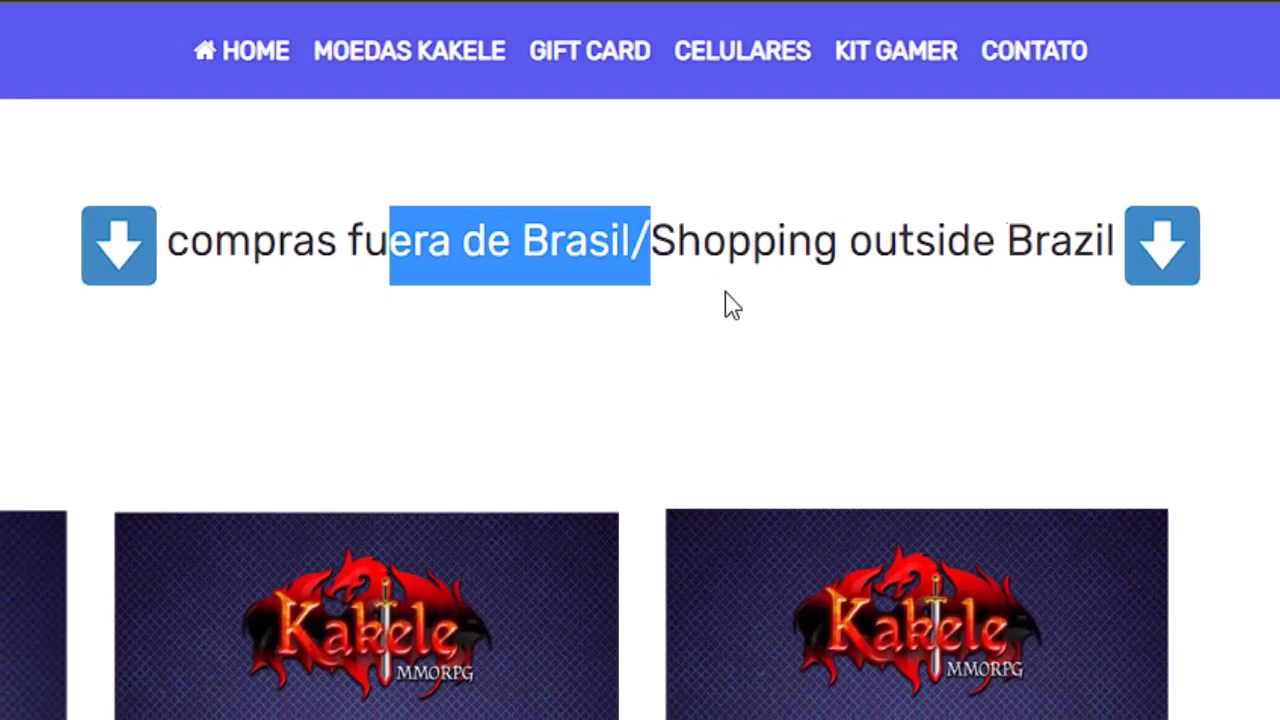 HOME MOEDAS KAKELE GIFT CARD CELULARES KIT GAMER CONTATO
compras fuera de Brasil/Shopping outside Brazil
Kakele
MMORPG
Kakele
MMORPG